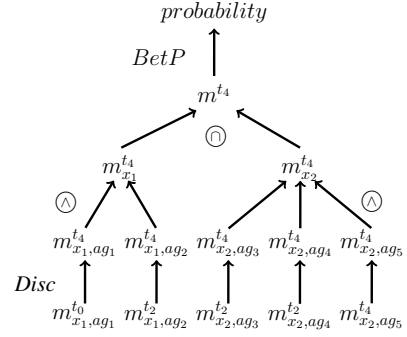 probability
BetP
m^{t_4}
∩
m^{t_4}_{x_1} m^{t_4}_{x_2}
∧ ∧
m^{t_4}_{x_1,ag_1} m^{t_4}_{x_1,ag_2} m^{t_4}_{x_2,ag_3} m^{t_4}_{x_2,ag_4} m^{t_4}_{x_2,ag_5}
Disc
m^{t_0}_{x_1,ag_1} m^{t_2}_{x_1,ag_2} m^{t_2}_{x_2,ag_3} m^{t_2}_{x_2,ag_4} m^{t_4}_{x_2,ag_5}